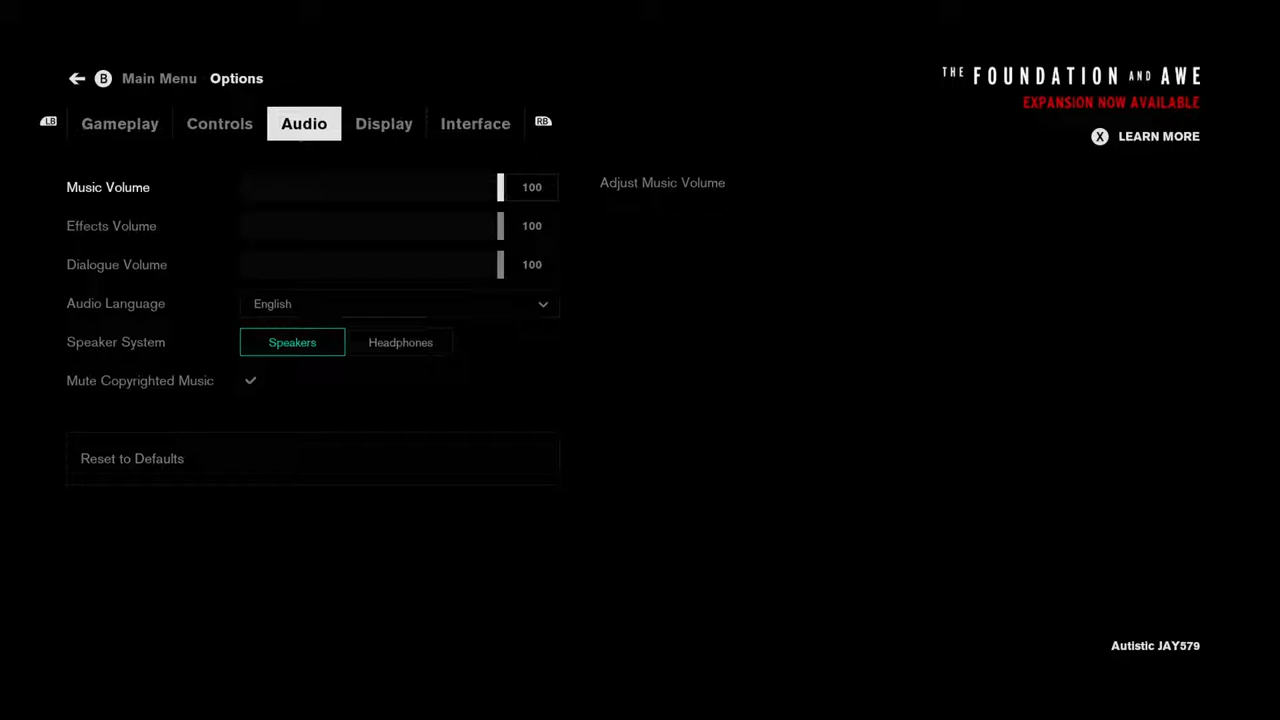 B Main Menu Options
THE FOUNDATION AND AWE
EXPANSION NOW AVAILABLE
X LEARN MORE
LB Gameplay Controls Audio Display Interface RB
Music Volume 100 Adjust Music Volume
Effects Volume 100
Dialogue Volume 100
Audio Language English
Speaker System Speakers Headphones
Mute Copyrighted Music
Reset to Defaults
Autistic JAY579